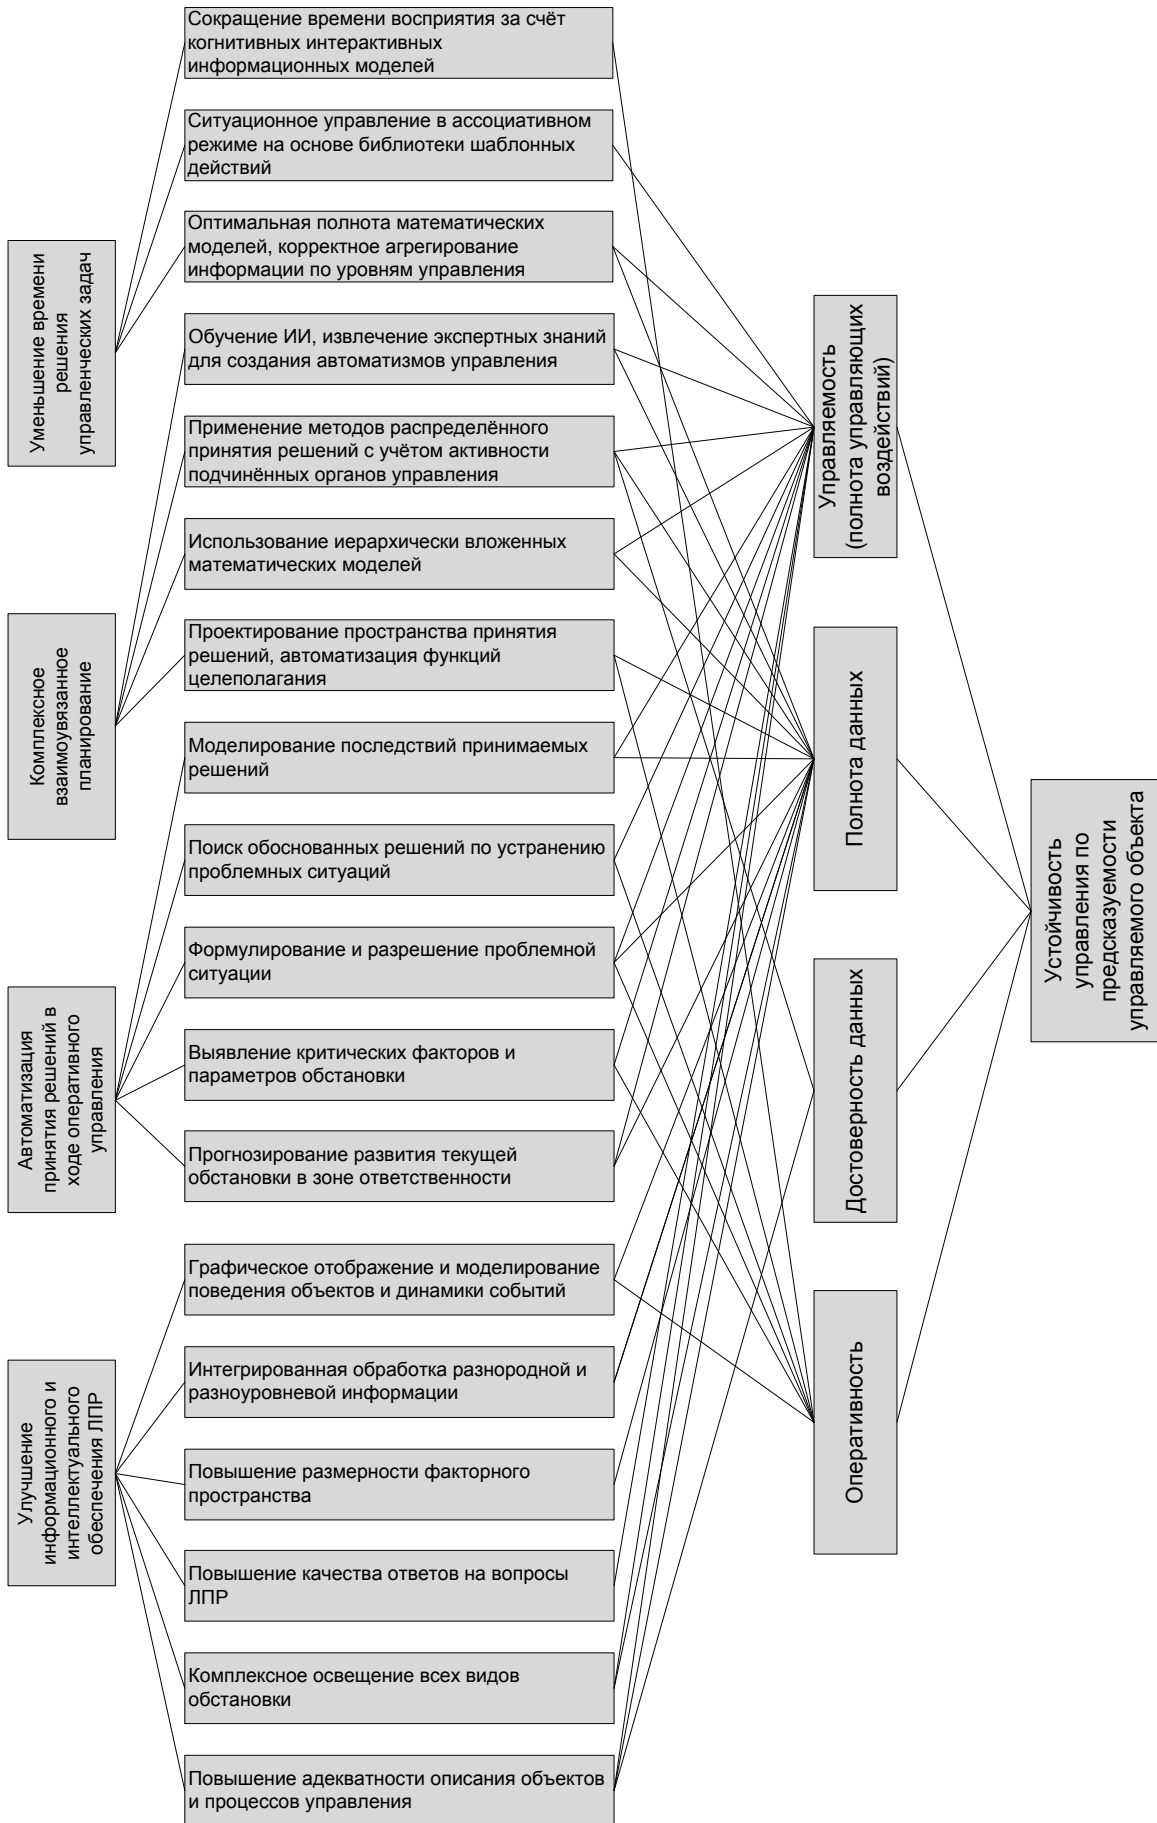 Уменьшение времени
решения
управленческих задач
Комплексное
взаимоувязанное
планирование
Автоматизация
принятия решений в
ходе оперативного
управления
Улучшение
информационного и
интеллектуального
обеспечения ЛПР
Сокращение времени восприятия за счёт
когнитивных интерактивных
информационных моделей
Ситуационное управление в ассоциативном
режиме на основе библиотеки шаблонных
действий
Оптимальная полнота математических
моделей, корректное агрегирование
информации по уровням управления
Обучение ИИ, извлечение экспертных знаний
для создания автоматизмов управления
Применение методов распределённого
принятия решений с учётом активности
подчинённых органов управления
Использование иерархически вложенных
математических моделей
Проектирование пространства принятия
решений, автоматизация функций
целеполагания
Моделирование последствий принимаемых
решений
Поиск обоснованных решений по устранению
проблемных ситуаций
Формулирование и разрешение проблемной
ситуации
Выявление критических факторов и
параметров обстановки
Прогнозирование развития текущей
обстановки в зоне ответственности
Графическое отображение и моделирование
поведения объектов и динамики событий
Интегрированная обработка разнородной и
разноуровневой информации
Повышение размерности факторного
пространства
Повышение качества ответов на вопросы
ЛПР
Комплексное освещение всех видов
обстановки
Повышение адекватности описания объектов
и процессов управления
Управляемость
(полнота управляющих
воздействий)
Полнота данных
Достоверность данных
Оперативность
Устойчивость
управления по
предсказуемости
управляемого объекта